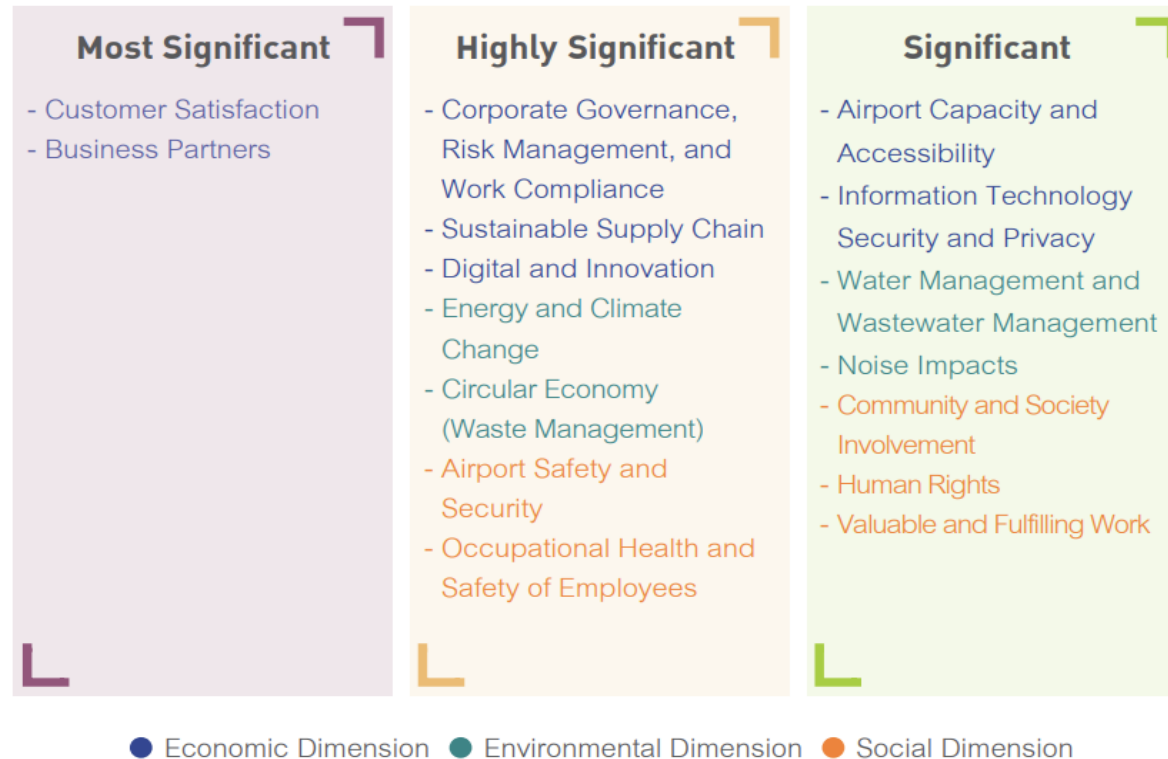 Most Significant
- Customer Satisfaction
- Business Partners
Highly Significant
- Corporate Governance,
Risk Management, and
Work Compliance
- Sustainable Supply Chain
- Digital and Innovation
- Energy and Climate
Change
- Circular Economy
(Waste Management)
- Airport Safety and
Security
- Occupational Health and
Safety of Employees
Significant
- Airport Capacity and
Accessibility
- Information Technology
Security and Privacy
- Water Management and
Wastewater Management
- Noise Impacts
- Community and Society
Involvement
- Human Rights
- Valuable and Fulfilling Work
Economic Dimension Environmental Dimension Social Dimension